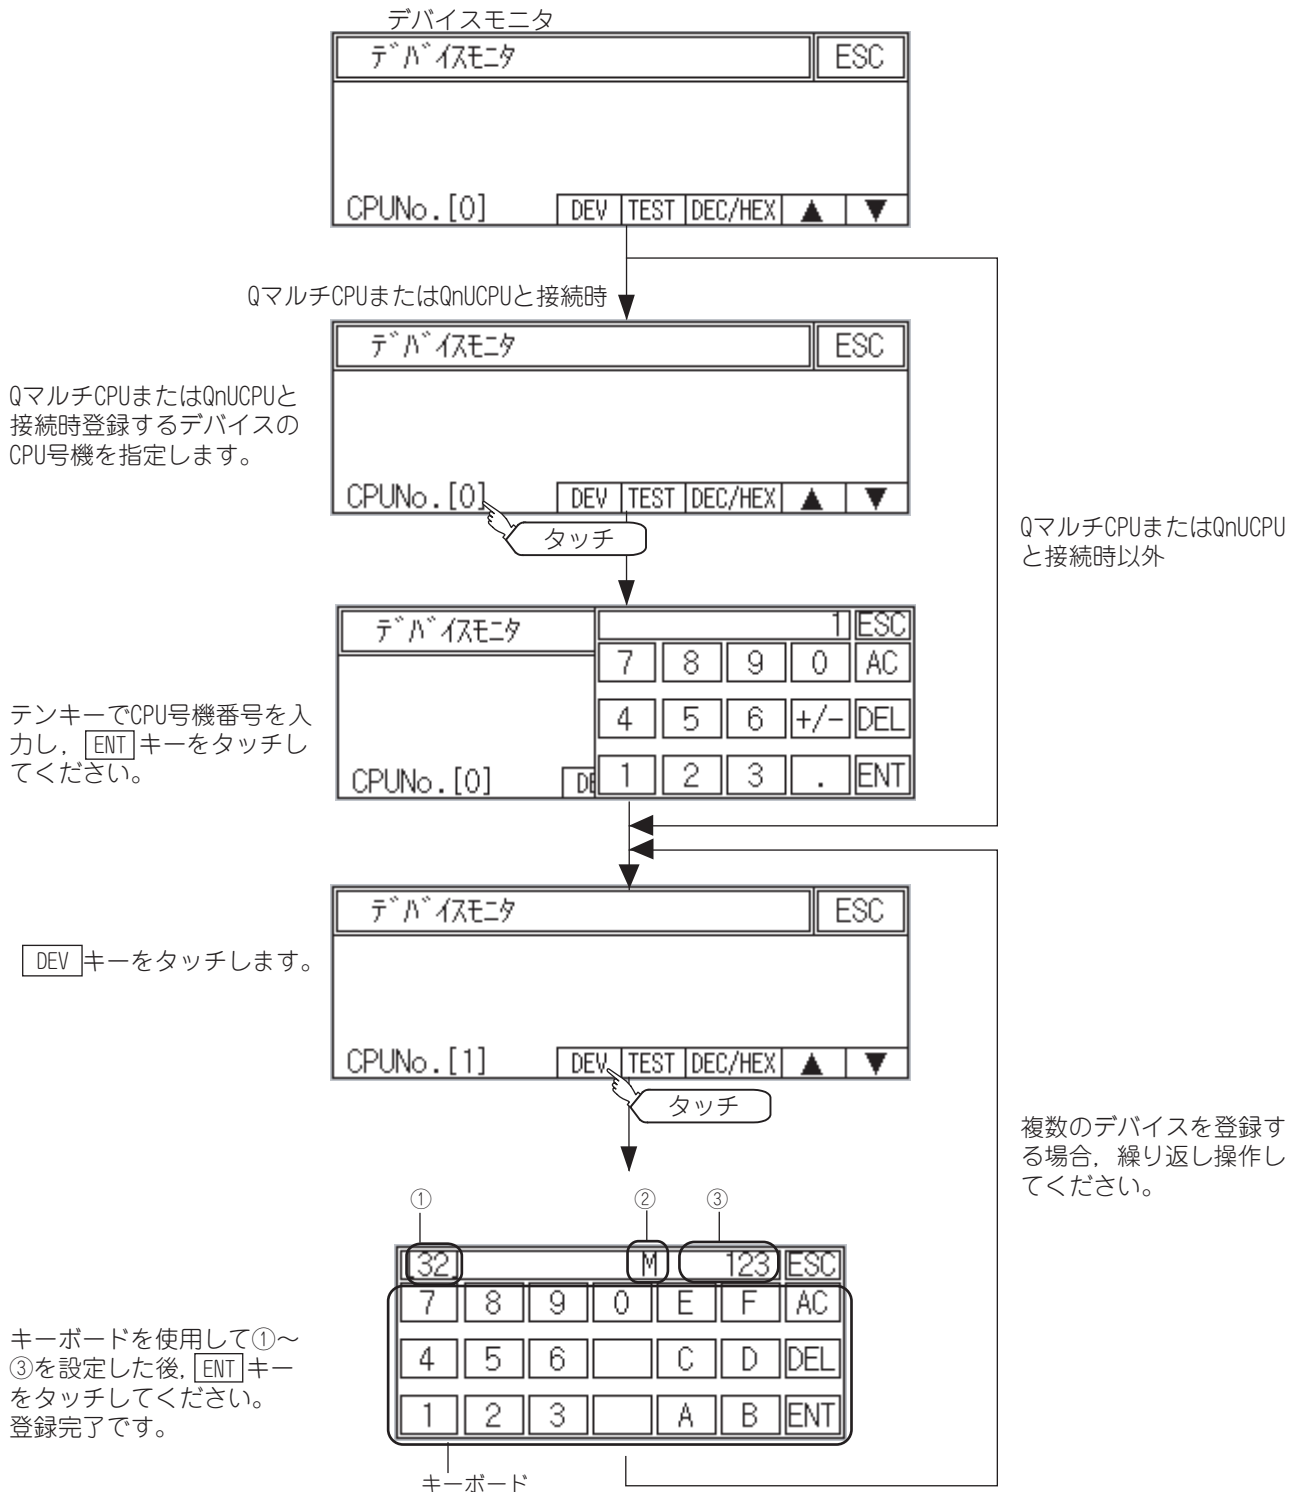 デバイスモニタ
ﾃﾞﾊﾞｲｽﾓﾆﾀ ESC
CPUNo.[0] DEV TEST DEC/HEX ▲ ▼
QマルチCPUまたはQnUCPUと接続時
ﾃﾞﾊﾞｲｽﾓﾆﾀ ESC
QマルチCPUまたはQnUCPUと
接続時登録するデバイスの
CPU号機を指定します。
CPUNo.[0] DEV TEST DEC/HEX ▲ ▼
タッチ
QマルチCPUまたはQnUCPU
と接続時以外
ﾃﾞﾊﾞｲｽﾓﾆﾀ 1 ESC
7 8 9 0 AC
4 5 6 +/- DEL
1 2 3 . ENT
CPUNo.[0] DE
テンキーでCPU号機番号を入
力し，ENTキーをタッチし
てください。
ﾃﾞﾊﾞｲｽﾓﾆﾀ ESC
DEVキーをタッチします。
CPUNo.[1] DEV TEST DEC/HEX ▲ ▼
タッチ
複数のデバイスを登録す
る場合，繰り返し操作し
てください。
① ② ③
32 M 123 ESC
7 8 9 0 E F AC
4 5 6 C D DEL
1 2 3 A B ENT
キーボードを使用して①～
③を設定した後，ENTキー
をタッチしてください。
登録完了です。
キーボード